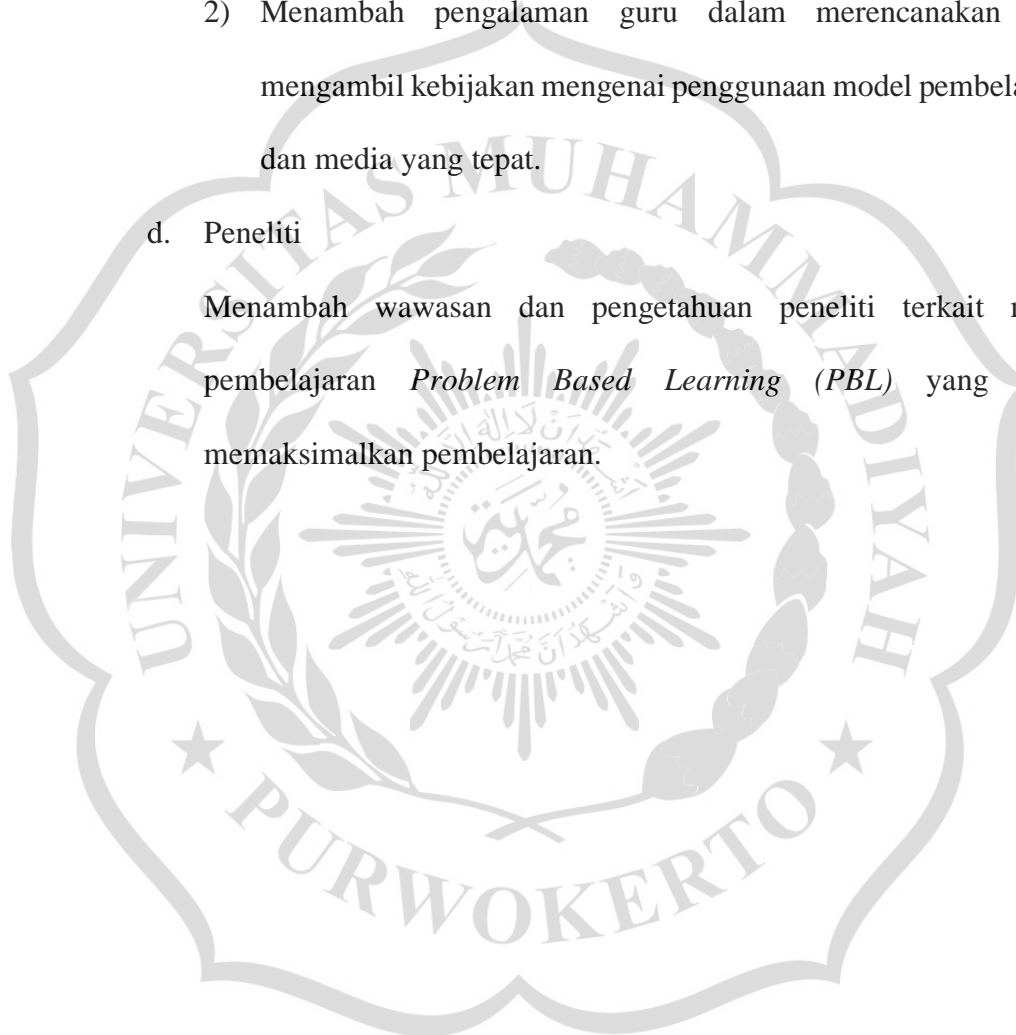 2) Menambah pengalaman guru dalam merencanakan
mengambil kebijakan mengenai penggunaan model pembela
dan media yang tepat.
d. Peneliti
Menambah wawasan dan pengetahuan peneliti terkait
pembelajaran Problem Based Learning (PBL) yang
memaksimalkan pembelajaran.
UNIVERSITAS MUHAMMADIYAH
PURWOKERTO